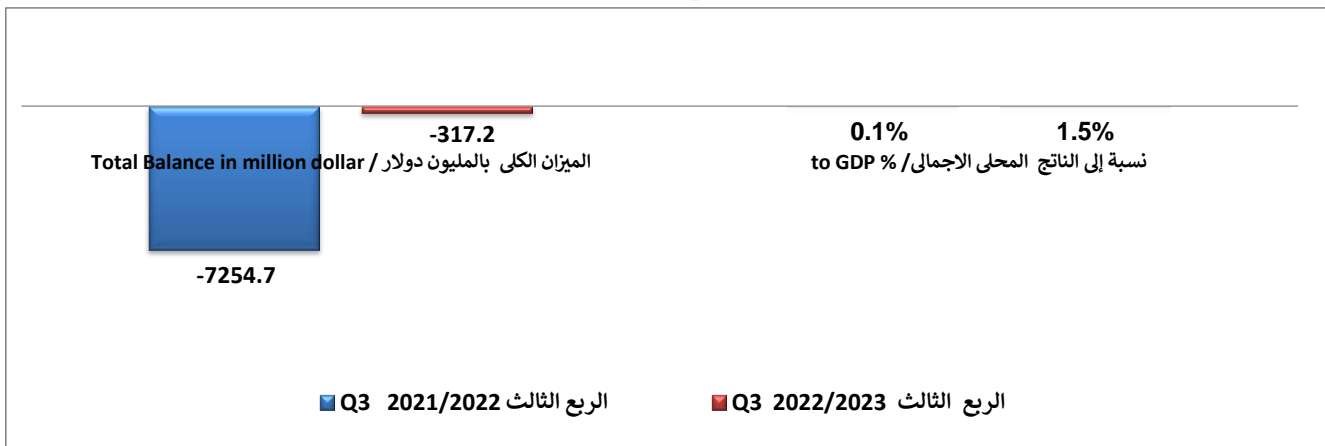 -317.2
0.1%
1.5%
Total Balance in million dollar / الميزان الكلى بالمليون دولار
to GDP % /نسبة إلى الناتج المحلى الاجمالى
-7254.7
Q3 2021/2022 الربع الثالث
Q3 2022/2023 الربع الثالث